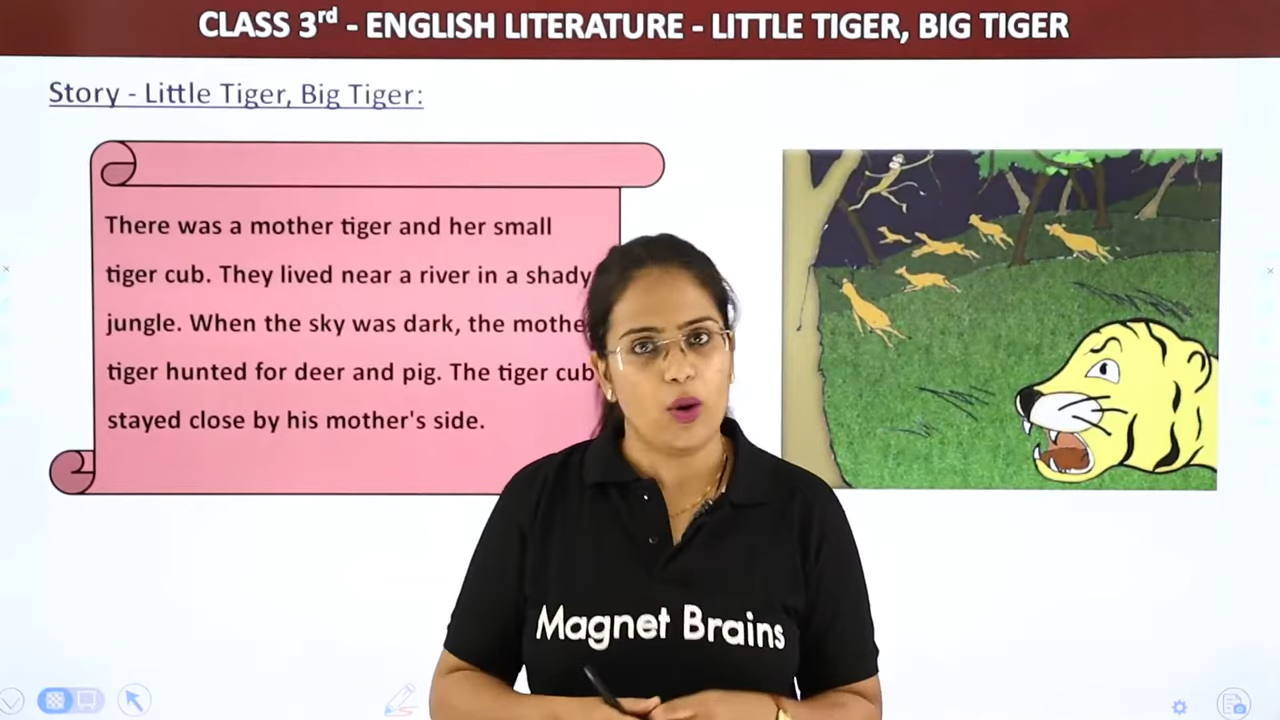 CLASS 3rd - ENGLISH LITERATURE - LITTLE TIGER, BIG TIGER
Story - Little Tiger, Big Tiger:
There was a mother tiger and her small
tiger cub. They lived near a river in a shady
jungle. When the sky was dark, the mothe
tiger hunted for deer and pig. The tiger cub
stayed close by his mother's side.
Magnet Brains